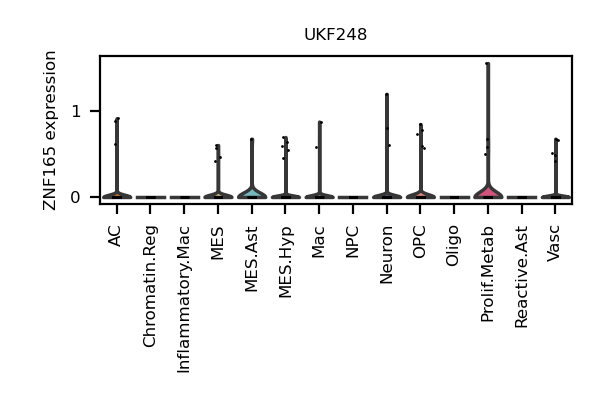 UKF248
ZNF165 expression
1
0
AC
Chromatin.Reg
Inflammatory.Mac
MES
MES.Ast
MES.Hyp
Mac
NPC
Neuron
OPC
Oligo
Prolif.Metab
Reactive.Ast
Vasc